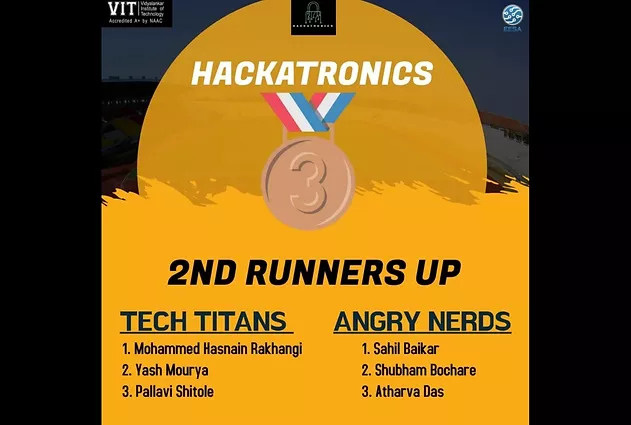 VIT
Vidyalankar
Institute of
Technology
Accredited A+ by NAAC
HACKATRONICS
EESA
HACKATRONICS
3
2ND RUNNERS UP
TECH TITANS
1. Mohammed Hasnain Rakhangi
2. Yash Mourya
3. Pallavi Shitole
ANGRY NERDS
1. Sahil Baikar
2. Shubham Bochare
3. Atharva Das